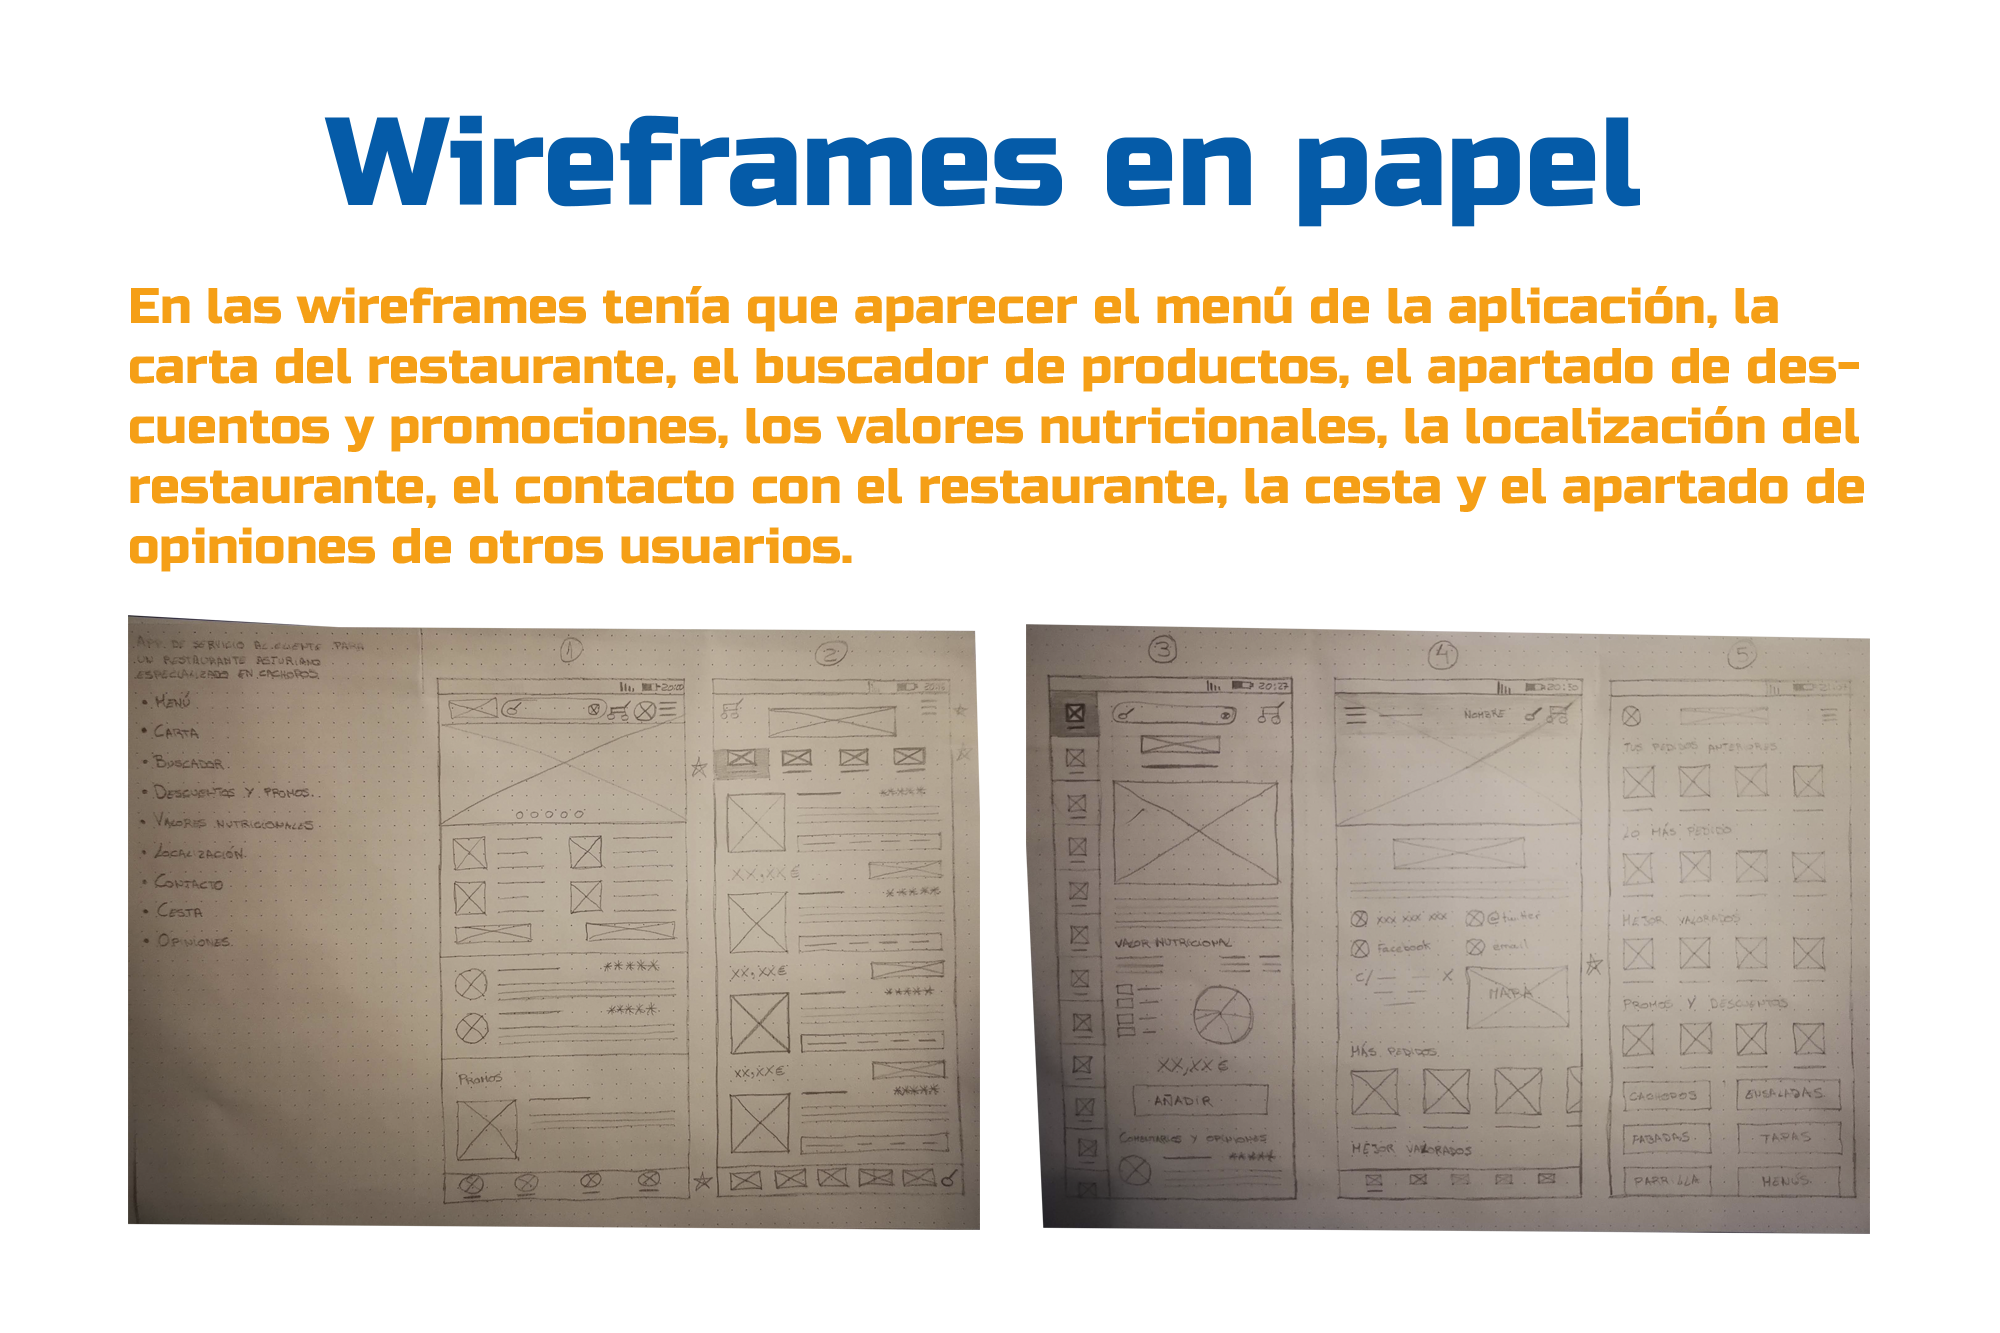 Wireframes en papel
En las wireframes tenía que aparecer el menú de la aplicación, la
carta del restaurante, el buscador de productos, el apartado de des-
cuentos y promociones, los valores nutricionales, la localización del
restaurante, el contacto con el restaurante, la cesta y el apartado de
opiniones de otros usuarios.
APP. DE SERVICIO AL CLIENTE PARA
UN RESTAURANTE ASTURIANO
ESPECIALIZADO EN CACHOPOS.
• MENÚ
• CARTA
• BUSCADOR
• DESCUENTOS Y PROMOS.
• VALORES NUTRICIONALES
• LOCALIZACIÓN
• CONTACTO
• CESTA
• OPINIONES.
1
PROMOS
2
XX,XX€
XX,XX€
XX,XX€
3
20:27
VALOR NUTRICIONAL
XX,XX€
AÑADIR
COMENTARIOS Y OPINIONES
4
20:30
NOMBRE
XXX XXX XXX
@twitter
Facebook
email
C/
X
MAPA
MÁS PEDIDOS
MEJOR VALORADOS
5
TUS PEDIDOS ANTERIORES
LO MÁS PEDIDO
MEJOR VALORADOS
PROMOS Y DESCUENTOS
CACHOPOS
ENSALADAS
FABADAS
TAPAS
PARRILLA
MENÚS